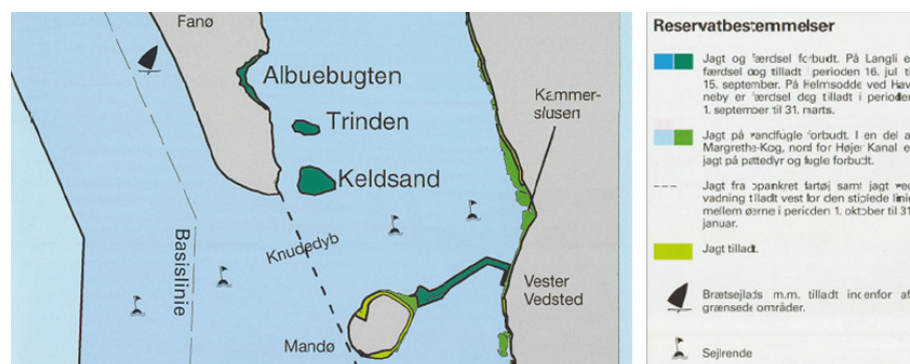 Fanø
Albuebugten
Trinden
Keldsand
Kammer-
slusen
Knudedyb
Basislinie
Vester
Vedsted
Mandø
Reservatbestemmelser
Jagt og færdsel forbudt. På Langli e
færdsel dog tilladt i perioden 16. jul ti
15. september. På Helmsodde ved Hav
neby er færdsel dog tilladt i perioden
1. september til 31. marts.
Jagt på vandfugle forbudt. I en del a
Margrethe-Kog, nord for Højer Kanal e
jagt på pattedyr og fugle forbudt.
Jagt fra opankret fartøj samt jagt ved
vadning tilladt vest for den stiplede linie
mellem øerne i perioden 1. oktober til 31
januar.
Jagt tilladt.
Brætsejlads m.m. tilladt indenfor af
grænsede områder.
Sejlrende